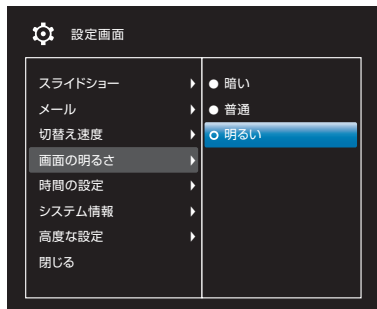 設定画面
スライドショー
メール
切替え速度
画面の明るさ
時間の設定
システム情報
高度な設定
閉じる
暗い
普通
明るい